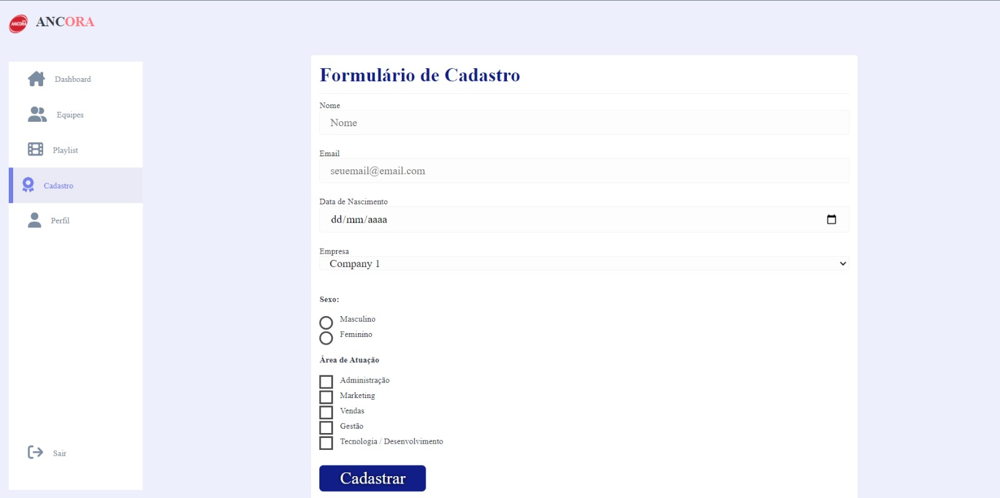 ANCORA
ANCORA
Dashboard
Equipes
Playlist
Cadastro
Perfil
Sair
Formulário de Cadastro
Nome
Nome
Email
seuemail@email.com
Data de Nascimento
dd/mm/aaaa
Empresa
Company 1
Sexo:
Masculino
Feminino
Área de Atuação
Administração
Marketing
Vendas
Gestão
Tecnologia / Desenvolvimento
Cadastrar